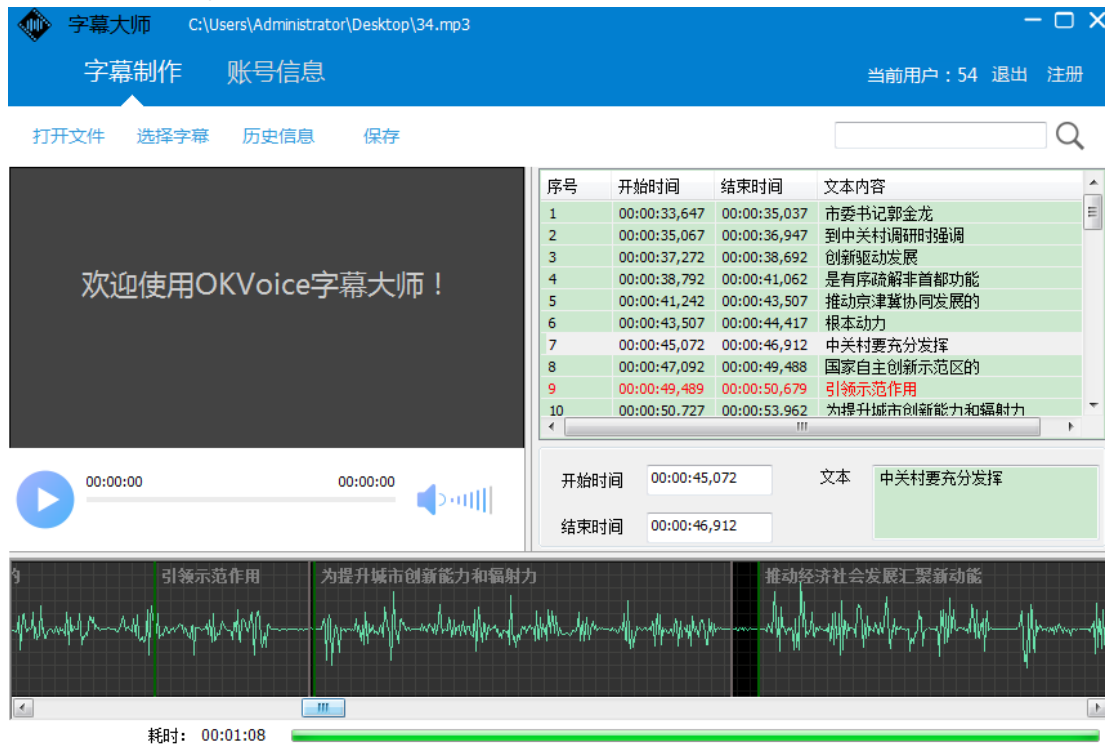 字幕大师 C:\Users\Administrator\Desktop\34.mp3
字幕制作 账号信息 当前用户：54 退出 注册
打开文件 选择字幕 历史信息 保存
欢迎使用OKVoice字幕大师！
序号 开始时间 结束时间 文本内容
1 00:00:33,647 00:00:35,037 市委书记郭金龙
2 00:00:35,067 00:00:36,947 到中关村调研时强调
3 00:00:37,272 00:00:38,692 创新驱动发展
4 00:00:38,792 00:00:41,062 是有序疏解非首都功能
5 00:00:41,242 00:00:43,507 推动京津冀协同发展的
6 00:00:43,507 00:00:44,417 根本动力
7 00:00:45,072 00:00:46,912 中关村要充分发挥
8 00:00:47,092 00:00:49,488 国家自主创新示范区的
9 00:00:49,489 00:00:50,679 引领示范作用
10 00:00:50.727 00:00:53.962 为提升城市创新能力和辐射力
00:00:00 00:00:00
开始时间 00:00:45,072 文本 中关村要充分发挥
结束时间 00:00:46,912
引领示范作用 为提升城市创新能力和辐射力 推动经济社会发展汇聚新动能
耗时： 00:01:08